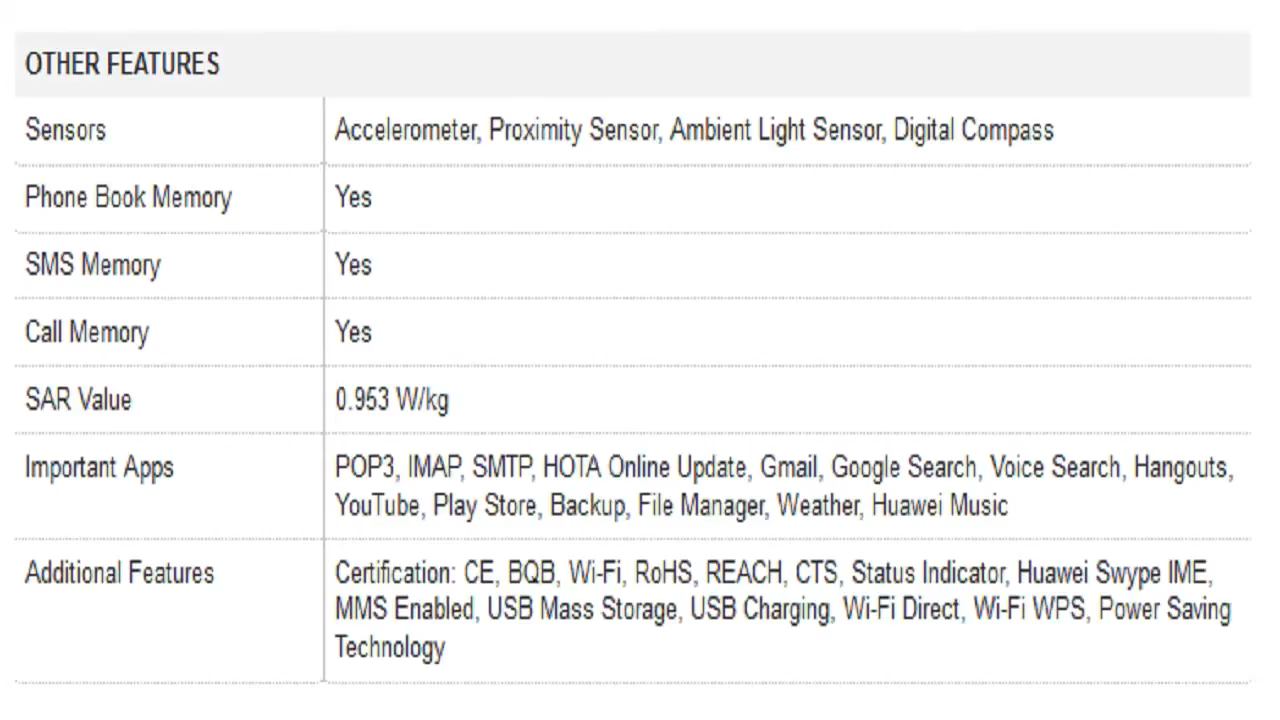 OTHER FEATURES
Sensors Accelerometer, Proximity Sensor, Ambient Light Sensor, Digital Compass
Phone Book Memory Yes
SMS Memory Yes
Call Memory Yes
SAR Value 0.953 W/kg
Important Apps POP3, IMAP, SMTP, HOTA Online Update, Gmail, Google Search, Voice Search, Hangouts,
YouTube, Play Store, Backup, File Manager, Weather, Huawei Music
Additional Features Certification: CE, BQB, Wi-Fi, RoHS, REACH, CTS, Status Indicator, Huawei Swype IME,
MMS Enabled, USB Mass Storage, USB Charging, Wi-Fi Direct, Wi-Fi WPS, Power Saving
Technology